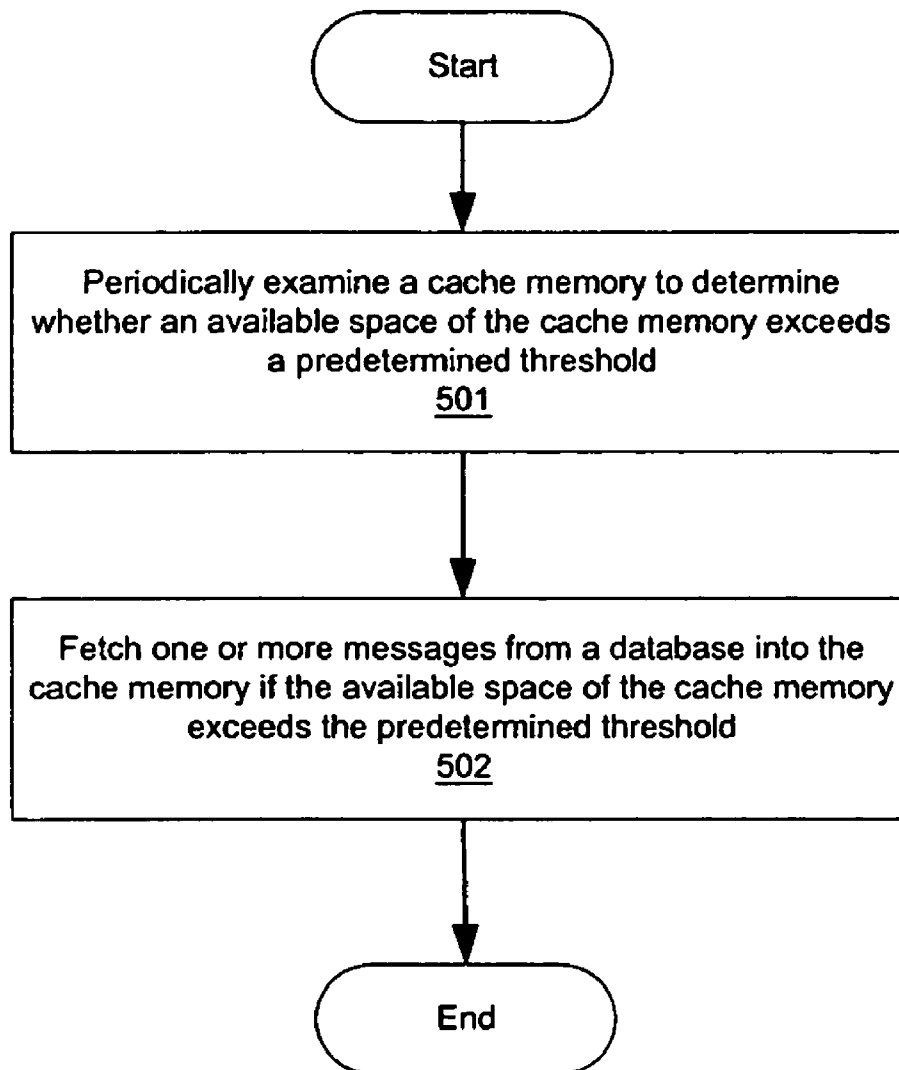 Start
Periodically examine a cache memory to determine
whether an available space of the cache memory exceeds
a predetermined threshold
501
Fetch one or more messages from a database into the
cache memory if the available space of the cache memory
exceeds the predetermined threshold
502
End